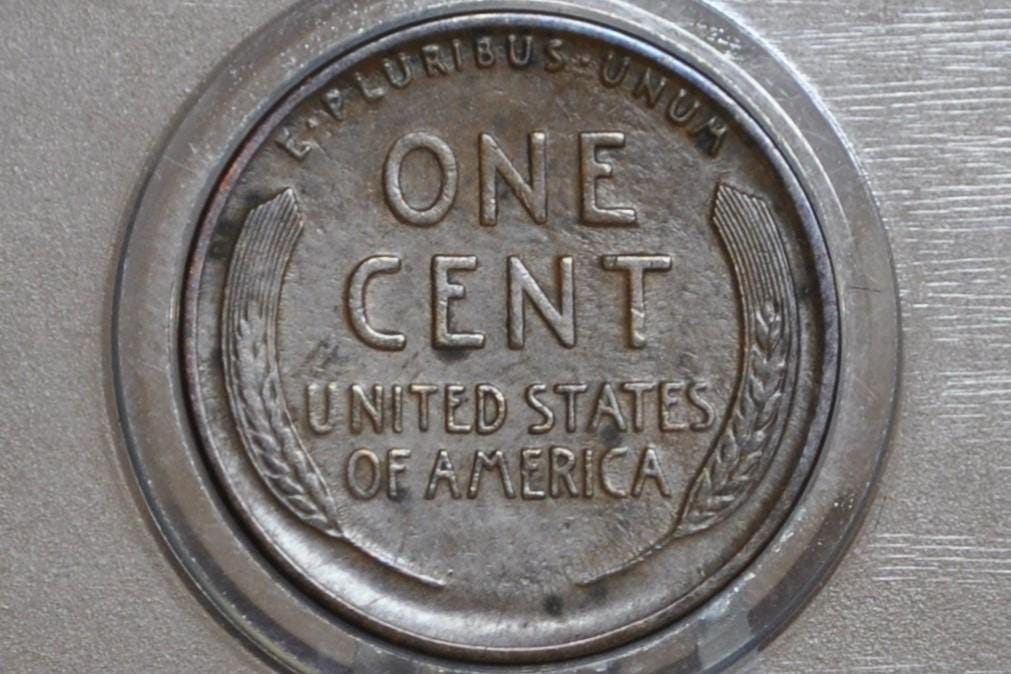 E·PLURIBUS·UNUM
ONE
CENT
UNITED STATES
OF AMERICA